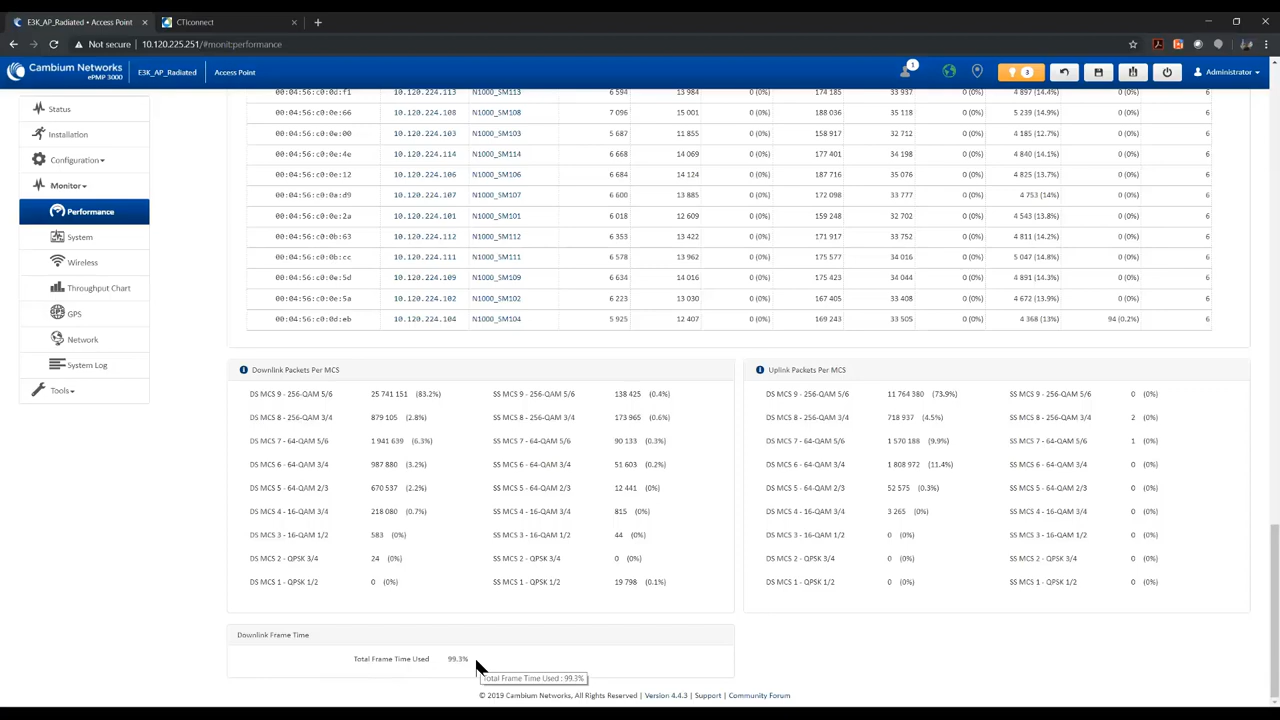 E3K_AP_Radiated • Access Point
CTIconnect
Not secure
10.120.225.251/#monit:performance
Cambium Networks
ePMP 3000
E3K_AP_Radiated
Access Point
1
3
Administrator
Status
Installation
Configuration
Monitor
Performance
System
Wireless
Throughput Chart
GPS
Network
System Log
Tools
00:04:56:c0:0d:f1 10.120.224.113 N1000_SM113 6 594 13 984 0 (0%) 174 185 33 937 0 (0%) 4 897 (14.4%) 0 (0%) 6
00:04:56:c0:0e:66 10.120.224.108 N1000_SM108 7 096 15 001 0 (0%) 188 036 35 118 0 (0%) 5 239 (14.9%) 0 (0%) 6
00:04:56:c0:0e:00 10.120.224.103 N1000_SM103 5 687 11 855 0 (0%) 158 917 32 712 0 (0%) 4 185 (12.7%) 0 (0%) 6
00:04:56:c0:0e:4e 10.120.224.114 N1000_SM114 6 668 14 069 0 (0%) 177 401 34 198 0 (0%) 4 840 (14.1%) 0 (0%) 6
00:04:56:c0:0e:12 10.120.224.106 N1000_SM106 6 684 14 124 0 (0%) 187 716 35 076 0 (0%) 4 825 (13.7%) 0 (0%) 6
00:04:56:c0:ad:d9 10.120.224.107 N1000_SM107 6 600 13 885 0 (0%) 172 098 33 777 0 (0%) 4 753 (14%) 0 (0%) 6
00:04:56:c0:0e:2a 10.120.224.101 N1000_SM101 6 018 12 609 0 (0%) 159 248 32 702 0 (0%) 4 543 (13.8%) 0 (0%) 6
00:04:56:c0:0b:63 10.120.224.112 N1000_SM112 6 353 13 422 0 (0%) 171 917 33 752 0 (0%) 4 811 (14.2%) 0 (0%) 6
00:04:56:c0:0b:cc 10.120.224.111 N1000_SM111 6 578 13 962 0 (0%) 175 577 34 016 0 (0%) 5 047 (14.8%) 0 (0%) 6
00:04:56:c0:0e:5d 10.120.224.109 N1000_SM109 6 634 14 016 0 (0%) 175 423 34 044 0 (0%) 4 891 (14.3%) 0 (0%) 6
00:04:56:c0:0e:5a 10.120.224.102 N1000_SM102 6 223 13 030 0 (0%) 167 405 33 408 0 (0%) 4 672 (13.9%) 0 (0%) 6
00:04:56:c0:0d:eb 10.120.224.104 N1000_SM104 5 925 12 407 0 (0%) 169 243 33 505 0 (0%) 4 368 (13%) 94 (0.2%) 6
Downlink Packets Per MCS
DS MCS 9 - 256-QAM 5/6 25 741 151 (83.2%) SS MCS 9 - 256-QAM 5/6 138 425 (0.4%)
DS MCS 8 - 256-QAM 3/4 879 105 (2.8%) SS MCS 8 - 256-QAM 3/4 173 965 (0.6%)
DS MCS 7 - 64-QAM 5/6 1 941 639 (6.3%) SS MCS 7 - 64-QAM 5/6 90 133 (0.3%)
DS MCS 6 - 64-QAM 3/4 987 880 (3.2%) SS MCS 6 - 64-QAM 3/4 51 603 (0.2%)
DS MCS 5 - 64-QAM 2/3 670 537 (2.2%) SS MCS 5 - 64-QAM 2/3 12 441 (0%)
DS MCS 4 - 16-QAM 3/4 218 080 (0.7%) SS MCS 4 - 16-QAM 3/4 815 (0%)
DS MCS 3 - 16-QAM 1/2 583 (0%) SS MCS 3 - 16-QAM 1/2 44 (0%)
DS MCS 2 - QPSK 3/4 24 (0%) SS MCS 2 - QPSK 3/4 0 (0%)
DS MCS 1 - QPSK 1/2 0 (0%) SS MCS 1 - QPSK 1/2 19 798 (0.1%)
Uplink Packets Per MCS
DS MCS 9 - 256-QAM 5/6 11 764 380 (73.9%) SS MCS 9 - 256-QAM 5/6 0 (0%)
DS MCS 8 - 256-QAM 3/4 718 937 (4.5%) SS MCS 8 - 256-QAM 3/4 2 (0%)
DS MCS 7 - 64-QAM 5/6 1 570 188 (9.9%) SS MCS 7 - 64-QAM 5/6 1 (0%)
DS MCS 6 - 64-QAM 3/4 1 808 972 (11.4%) SS MCS 6 - 64-QAM 3/4 0 (0%)
DS MCS 5 - 64-QAM 2/3 52 575 (0.3%) SS MCS 5 - 64-QAM 2/3 0 (0%)
DS MCS 4 - 16-QAM 3/4 3 265 (0%) SS MCS 4 - 16-QAM 3/4 0 (0%)
DS MCS 3 - 16-QAM 1/2 0 (0%) SS MCS 3 - 16-QAM 1/2 0 (0%)
DS MCS 2 - QPSK 3/4 0 (0%) SS MCS 2 - QPSK 3/4 0 (0%)
DS MCS 1 - QPSK 1/2 0 (0%) SS MCS 1 - QPSK 1/2 0 (0%)
Downlink Frame Time
Total Frame Time Used 99.3%
Total Frame Time Used : 99.3%
© 2019 Cambium Networks, All Rights Reserved | Version 4.4.3 | Support | Community Forum